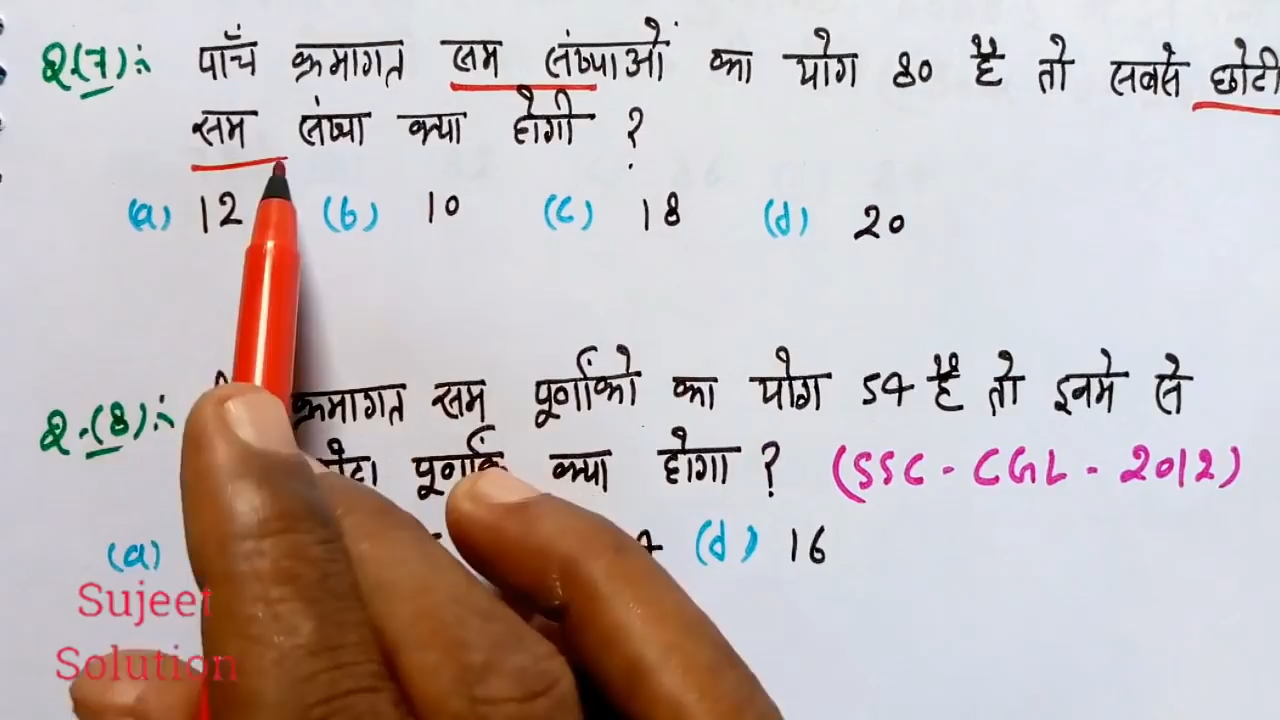 Q.(7):- पाँच क्रमागत सम संख्याओं का योग 80 है तो सबसे छोटी
सम संख्या क्या होगी ?
(a) 12 (b) 10 (c) 18 (d) 20
Q.(8):- क्रमागत सम पूर्णांको का योग 54 है तो इनमे से
पूर्णांक क्या होगा ? (SSC - CGL - 2012)
(a) (d) 16
Sujeet
Solution